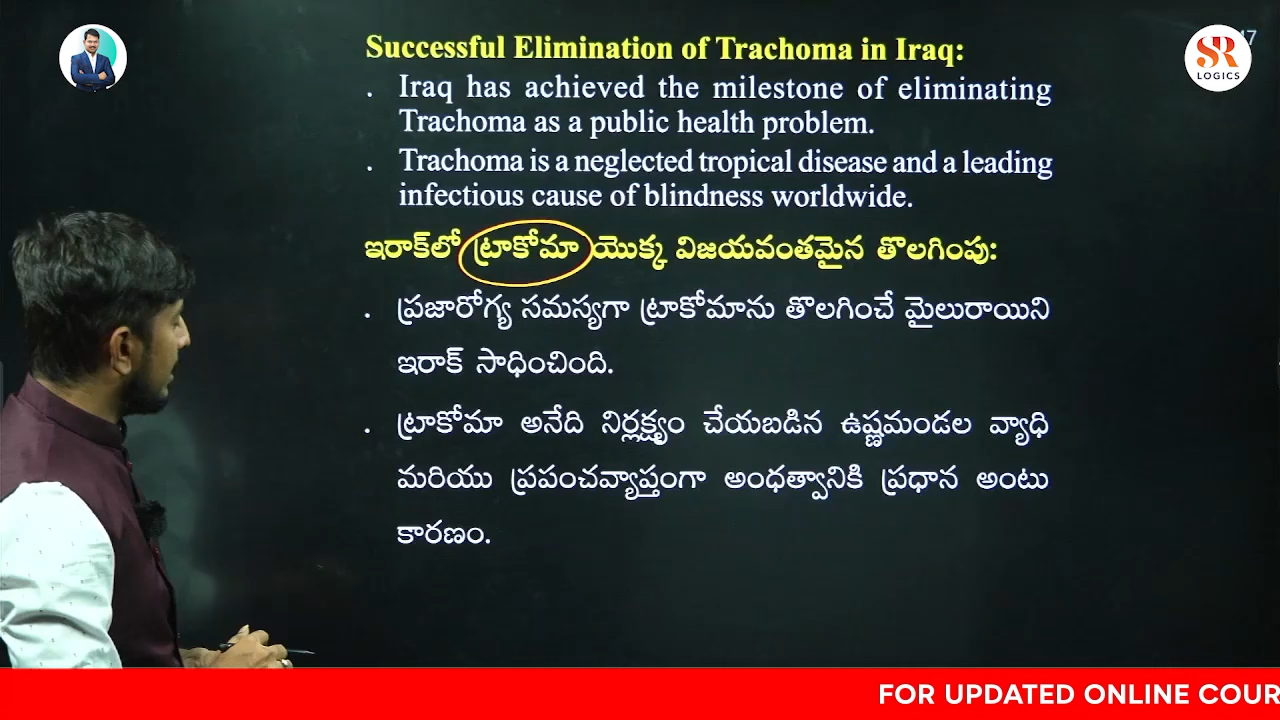 Successful Elimination of Trachoma in Iraq:
17
SR
LOGICS
. Iraq has achieved the milestone of eliminating
Trachoma as a public health problem.
. Trachoma is a neglected tropical disease and a leading
infectious cause of blindness worldwide.
ఇరాక్‌లో ట్రాకోమా యొక్క విజయవంతమైన తొలగింపు:
. ప్రజారోగ్య సమస్యగా ట్రాకోమాను తొలగించే మైలురాయిని
ఇరాక్ సాధించింది.
. ట్రాకోమా అనేది నిర్లక్ష్యం చేయబడిన ఉష్ణమండల వ్యాధి
మరియు ప్రపంచవ్యాప్తంగా అంధత్వానికి ప్రధాన అంటు
కారణం.
FOR UPDATED ONLINE COUR